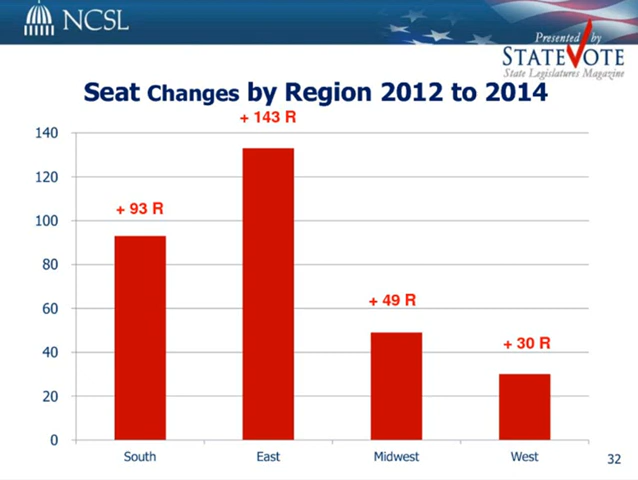 NCSL
Presented by
STATEVOTE
State Legislatures Magazine
Seat Changes by Region 2012 to 2014
+ 143 R
140
120
+ 93 R
100
80
+ 49 R
60
+ 30 R
40
20
0
South East Midwest West
32